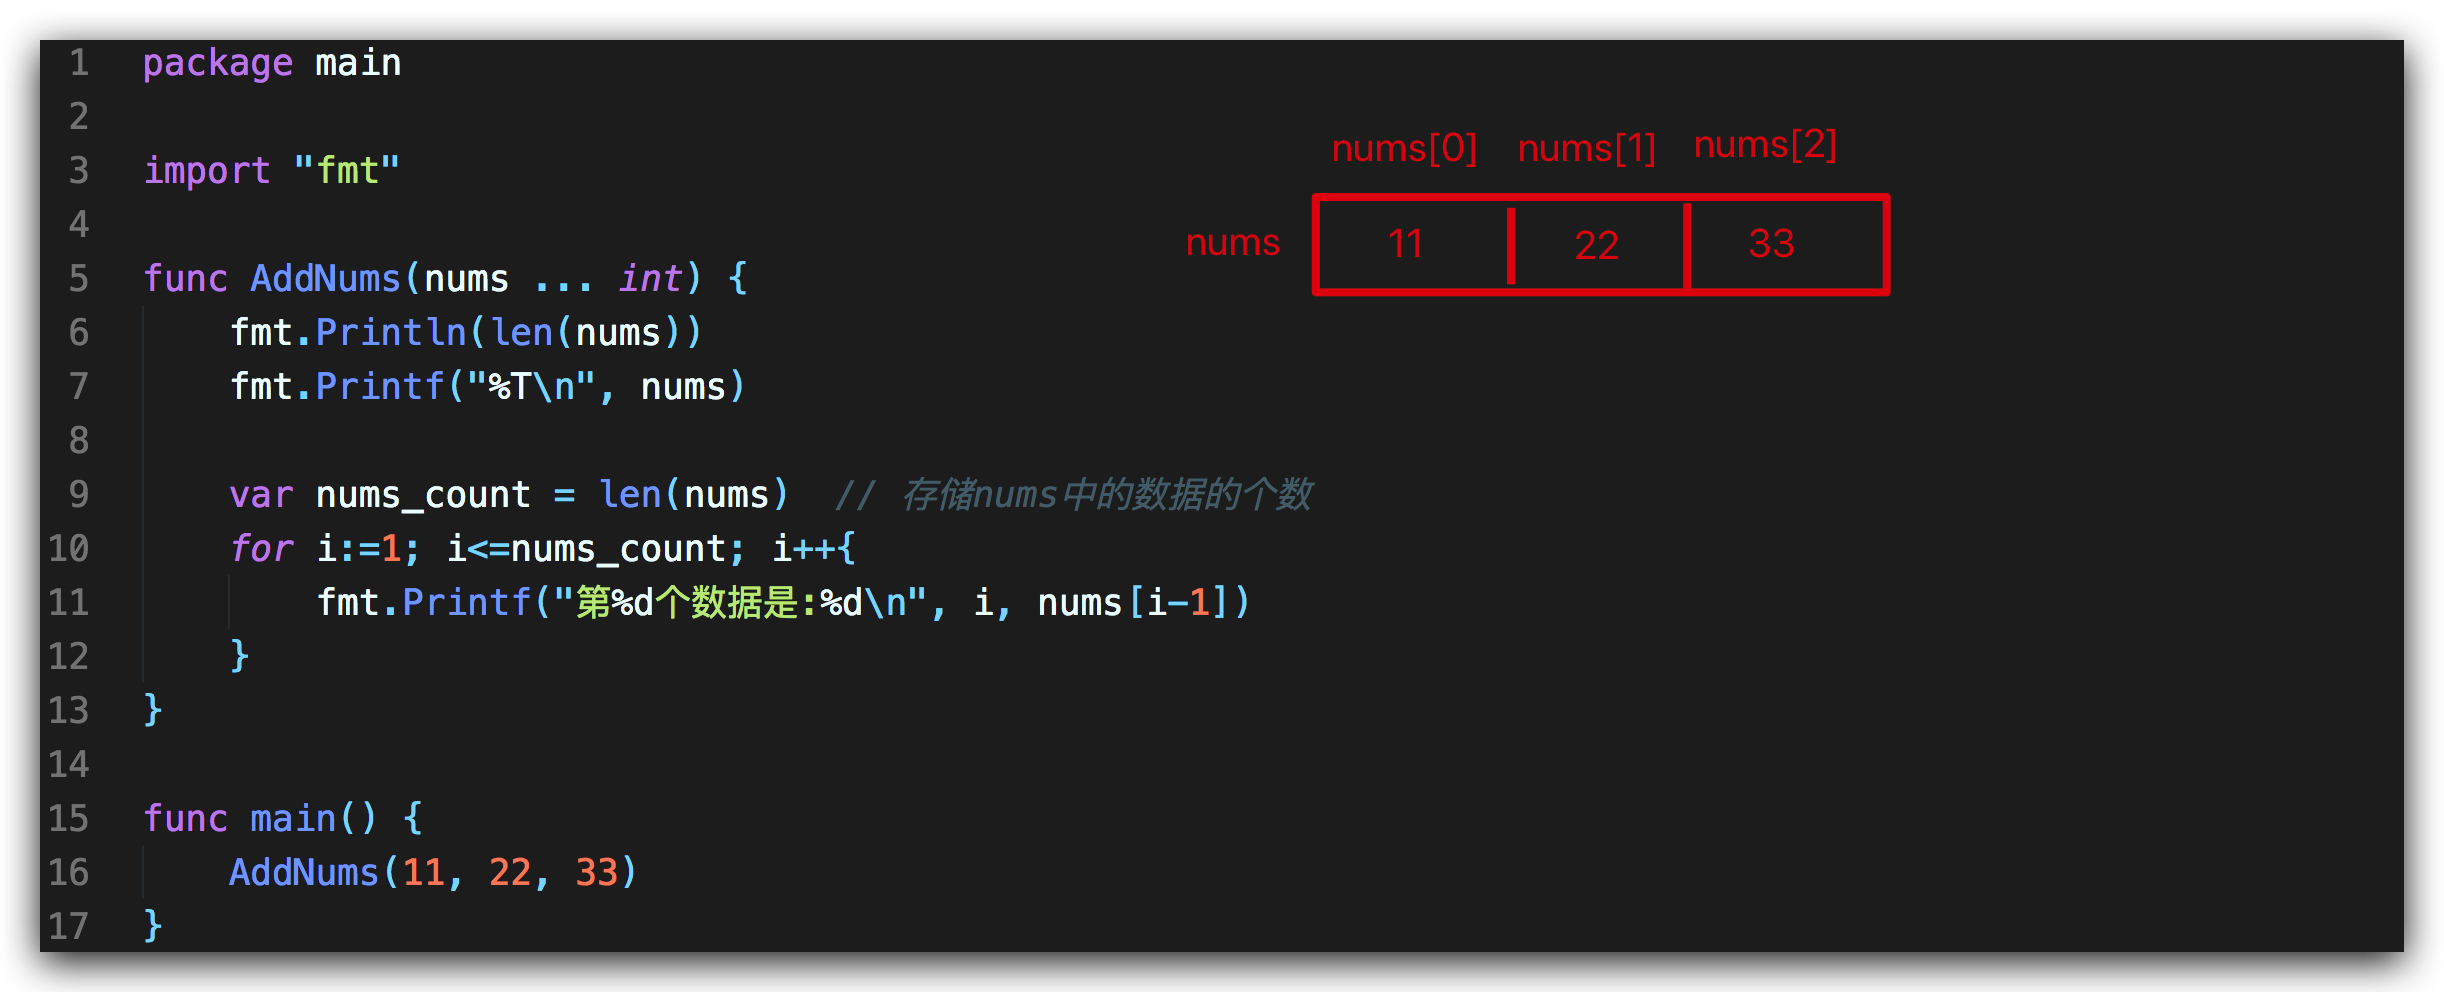 1 package main
2
3 import "fmt"
4
5 func AddNums(nums ... int) {
6 fmt.Println(len(nums))
7 fmt.Printf("%T\n", nums)
8
9 var nums_count = len(nums) // 存储nums中的数据的个数
10 for i:=1; i<=nums_count; i++{
11 fmt.Printf("第%d个数据是:%d\n", i, nums[i-1])
12 }
13 }
14
15 func main() {
16 AddNums(11, 22, 33)
17 }
nums[0] nums[1] nums[2]
nums 11 22 33